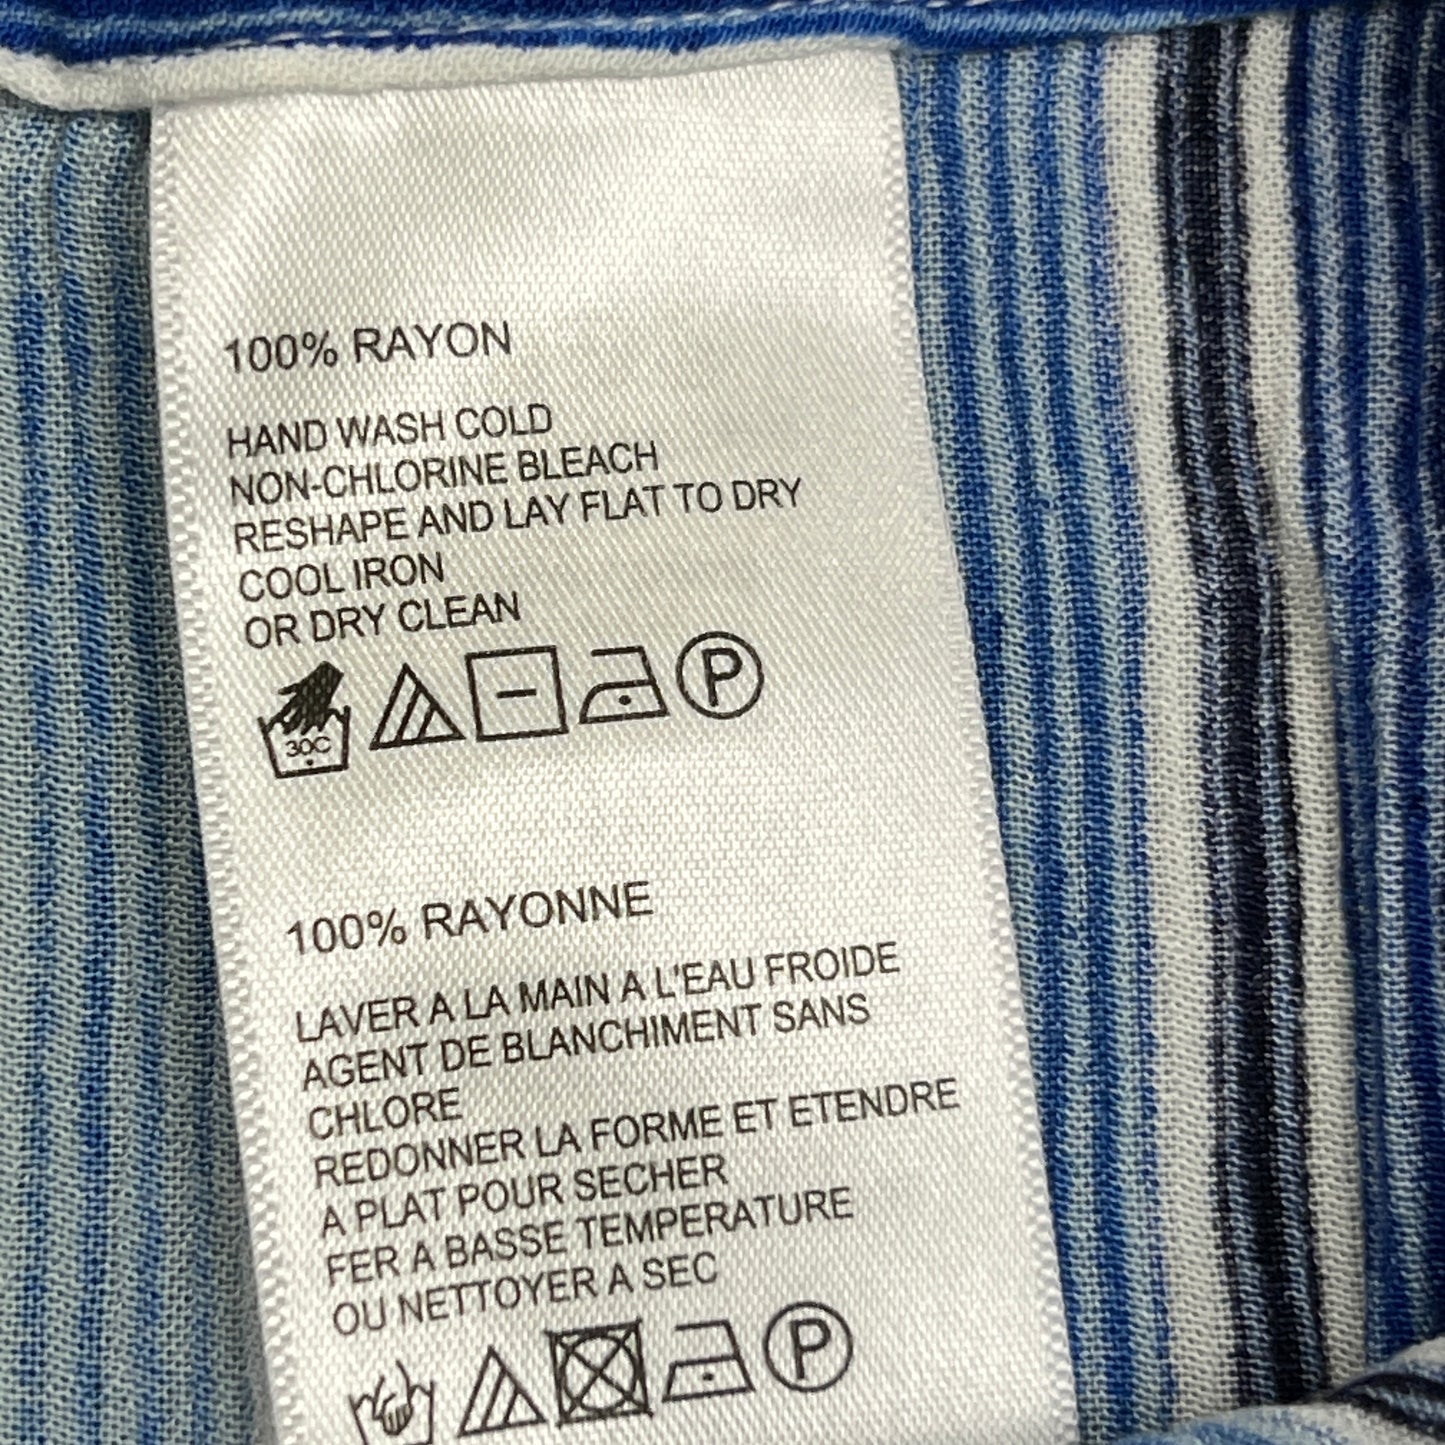 100% RAYON
HAND WASH COLD
NON-CHLORINE BLEACH
RESHAPE AND LAY FLAT TO DRY
COOL IRON
OR DRY CLEAN
30C P
100% RAYONNE
LAVER A LA MAIN A L'EAU FROIDE
AGENT DE BLANCHIMENT SANS
CHLORE
REDONNER LA FORME ET ETENDRE
A PLAT POUR SECHER
FER A BASSE TEMPERATURE
OU NETTOYER A SEC
P